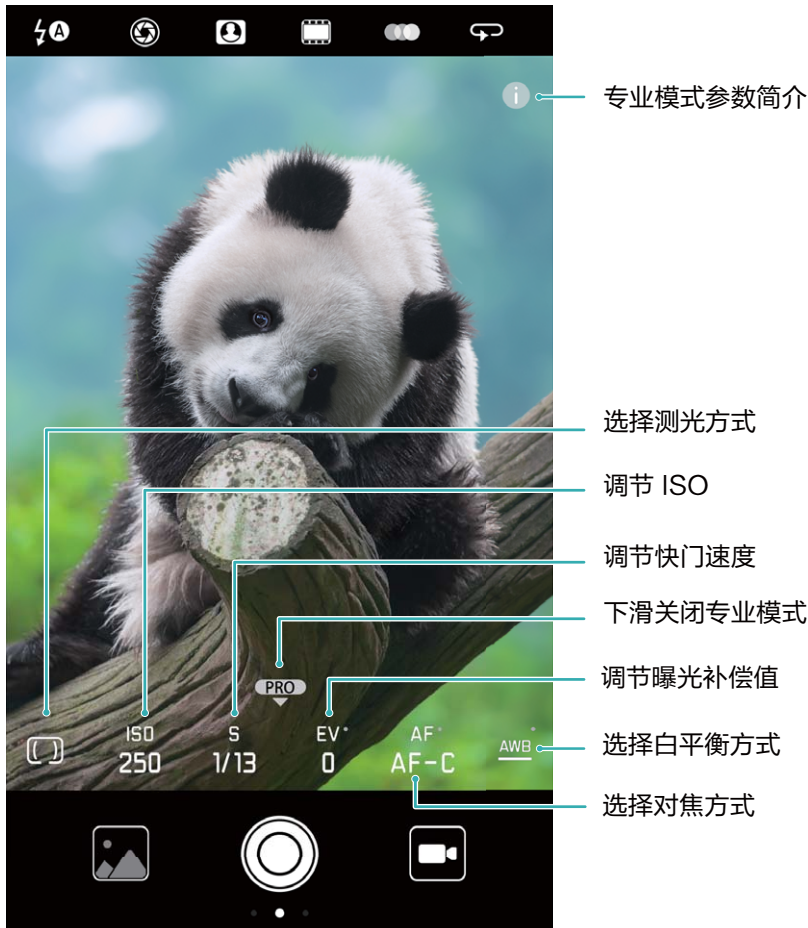 A
i
专业模式参数简介
选择测光方式
调节 ISO
调节快门速度
下滑关闭专业模式
PRO
调节曝光补偿值
ISO
250
S
1/13
EV
0
AF
AF-C
AWB
选择白平衡方式
选择对焦方式